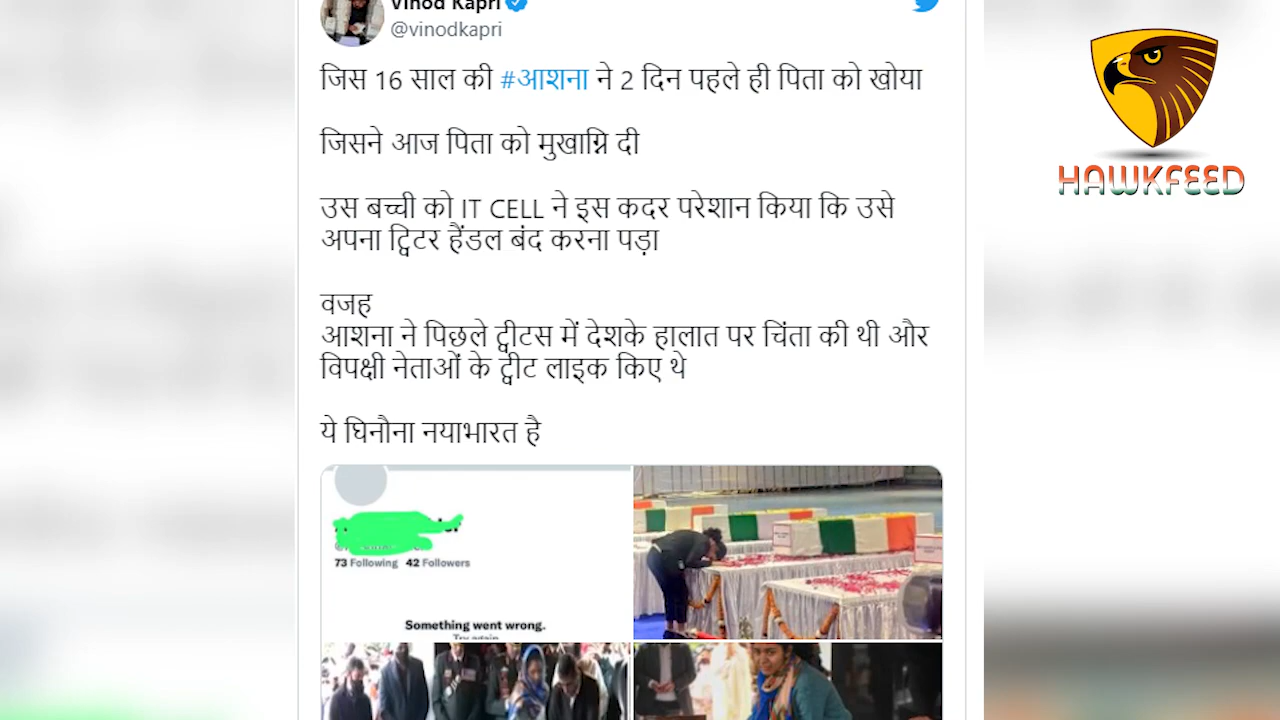 Vinod Kapri
@vinodkapri
जिस 16 साल की #आशना ने 2 दिन पहले ही पिता को खोया
जिसने आज पिता को मुखाग्नि दी
उस बच्ची को IT CELL ने इस कदर परेशान किया कि उसे
अपना ट्विटर हैंडल बंद करना पड़ा
वजह
आशना ने पिछले ट्वीटस में देशके हालात पर चिंता की थी और
विपक्षी नेताओं के ट्वीट लाइक किए थे
ये घिनौना नयाभारत है
73 Following 42 Followers
Something went wrong.
Try again
HAWKFEED